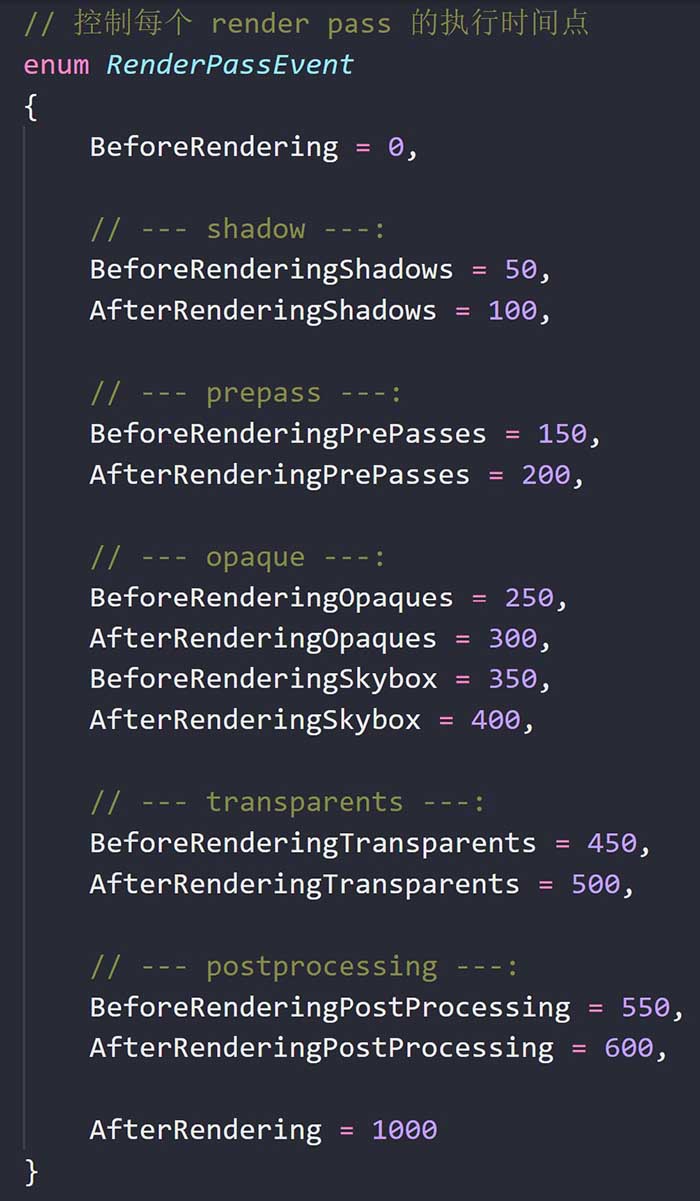 // 控制每个 render pass 的执行时间点
enum RenderPassEvent
{
BeforeRendering = 0,
// --- shadow ---:
BeforeRenderingShadows = 50,
AfterRenderingShadows = 100,
// --- prepass ---:
BeforeRenderingPrePasses = 150,
AfterRenderingPrePasses = 200,
// --- opaque ---:
BeforeRenderingOpaques = 250,
AfterRenderingOpaques = 300,
BeforeRenderingSkybox = 350,
AfterRenderingSkybox = 400,
// --- transparents ---:
BeforeRenderingTransparents = 450,
AfterRenderingTransparents = 500,
// --- postprocessing ---:
BeforeRenderingPostProcessing = 550,
AfterRenderingPostProcessing = 600,
AfterRendering = 1000
}